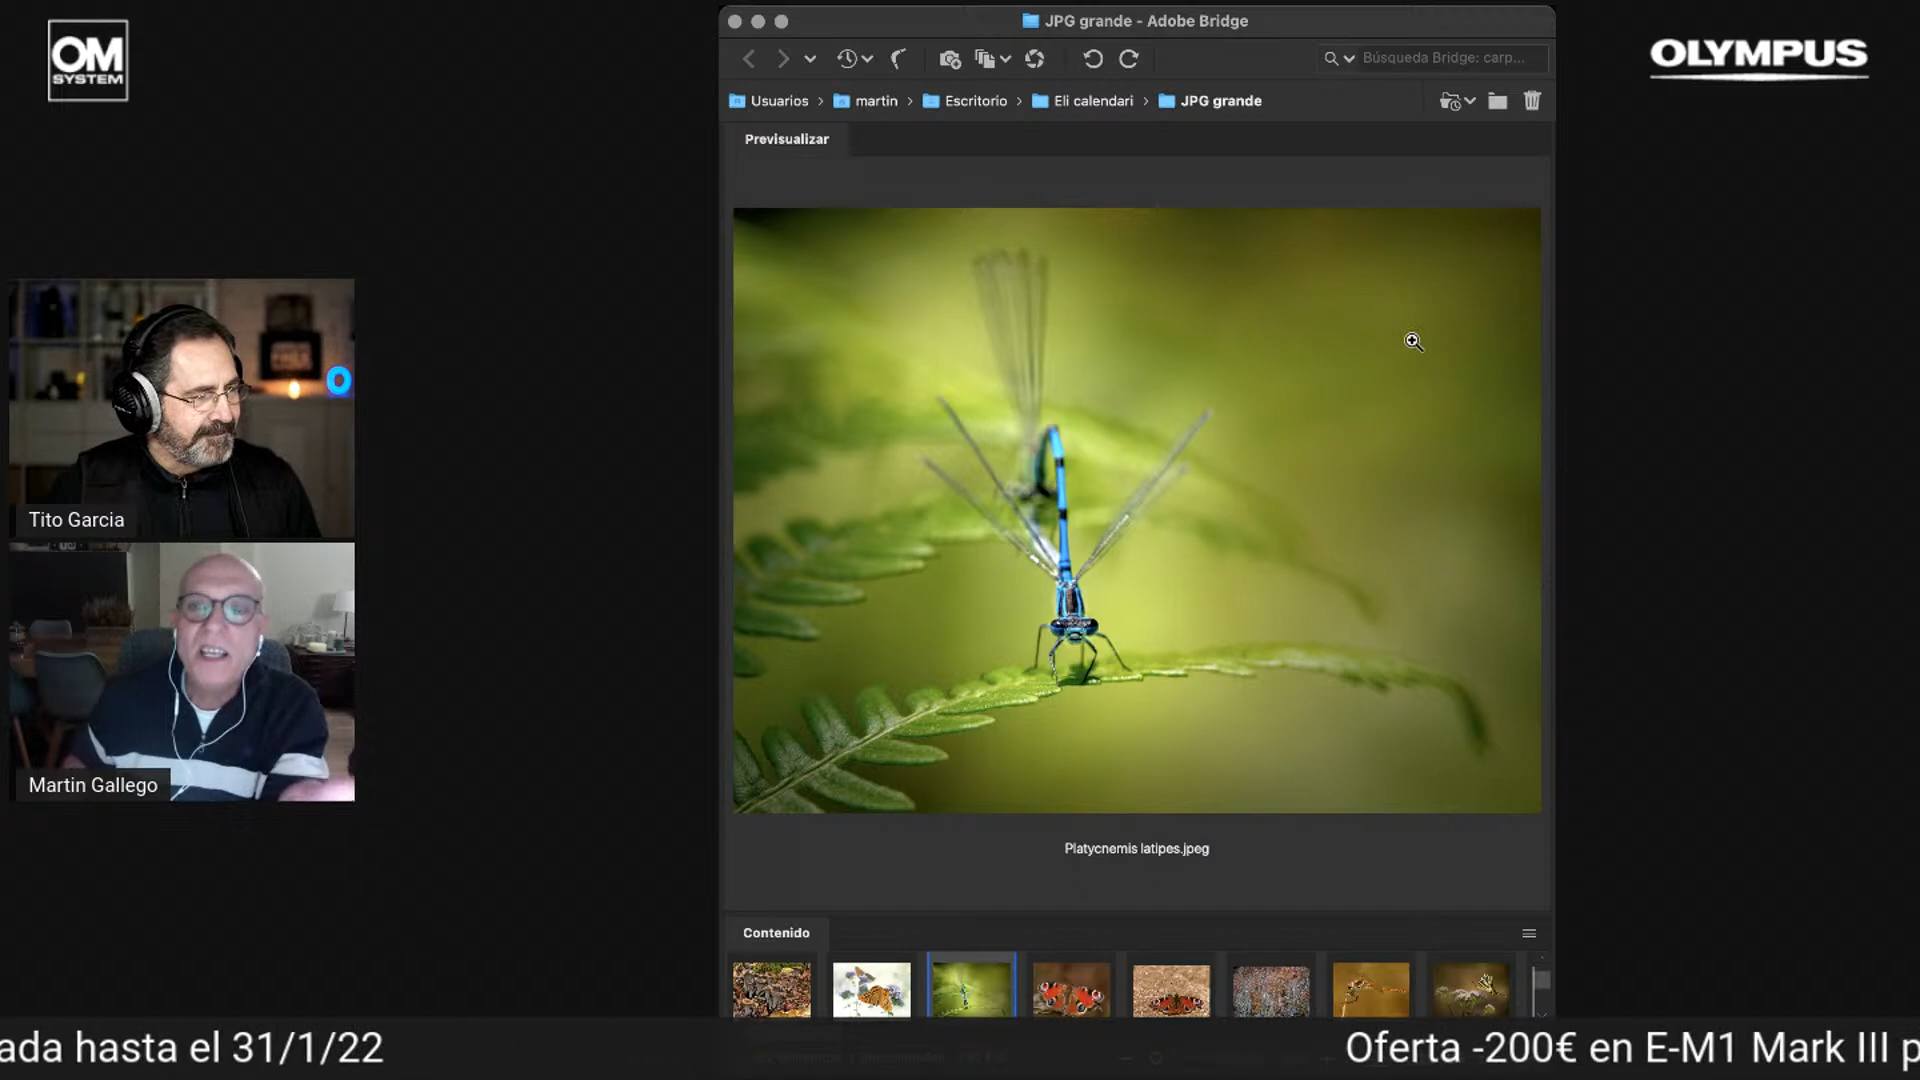 OM
SYSTEM
JPG grande - Adobe Bridge
OLYMPUS
Búsqueda Bridge: carp...
Usuarios > martin > Escritorio > Eli calendari > JPG grande
Previsualizar
Tito Garcia
Martin Gallego
Platycnemis latipes.jpeg
Contenido
ada hasta el 31/1/22
Oferta -200€ en E-M1 Mark III p